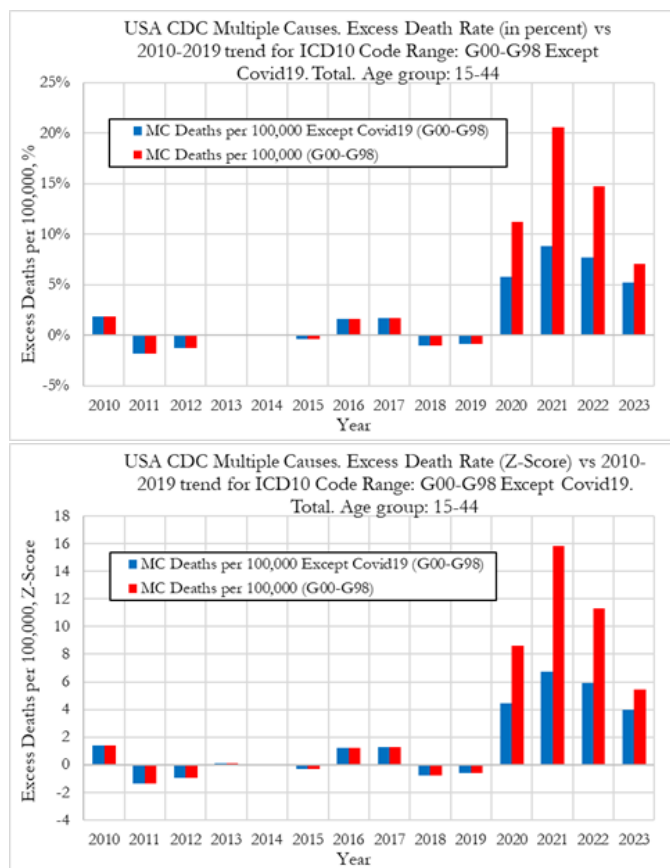 USA CDC Multiple Causes. Excess Death Rate (in percent) vs
2010-2019 trend for ICD10 Code Range: G00-G98 Except
Covid19. Total. Age group: 15-44
25%
20%
15%
10%
5%
0%
-5%
Excess Deaths per 100,000, %
MC Deaths per 100,000 Except Covid19 (G00-G98)
MC Deaths per 100,000 (G00-G98)
2010 2011 2012 2013 2014 2015 2016 2017 2018 2019 2020 2021 2022 2023
Year
USA CDC Multiple Causes. Excess Death Rate (Z-Score) vs 2010-
2019 trend for ICD10 Code Range: G00-G98 Except Covid19.
Total. Age group: 15-44
18
16
14
12
10
8
6
4
2
0
-2
-4
Excess Deaths per 100,000, Z-Score
MC Deaths per 100,000 Except Covid19 (G00-G98)
MC Deaths per 100,000 (G00-G98)
2010 2011 2012 2013 2014 2015 2016 2017 2018 2019 2020 2021 2022 2023
Year